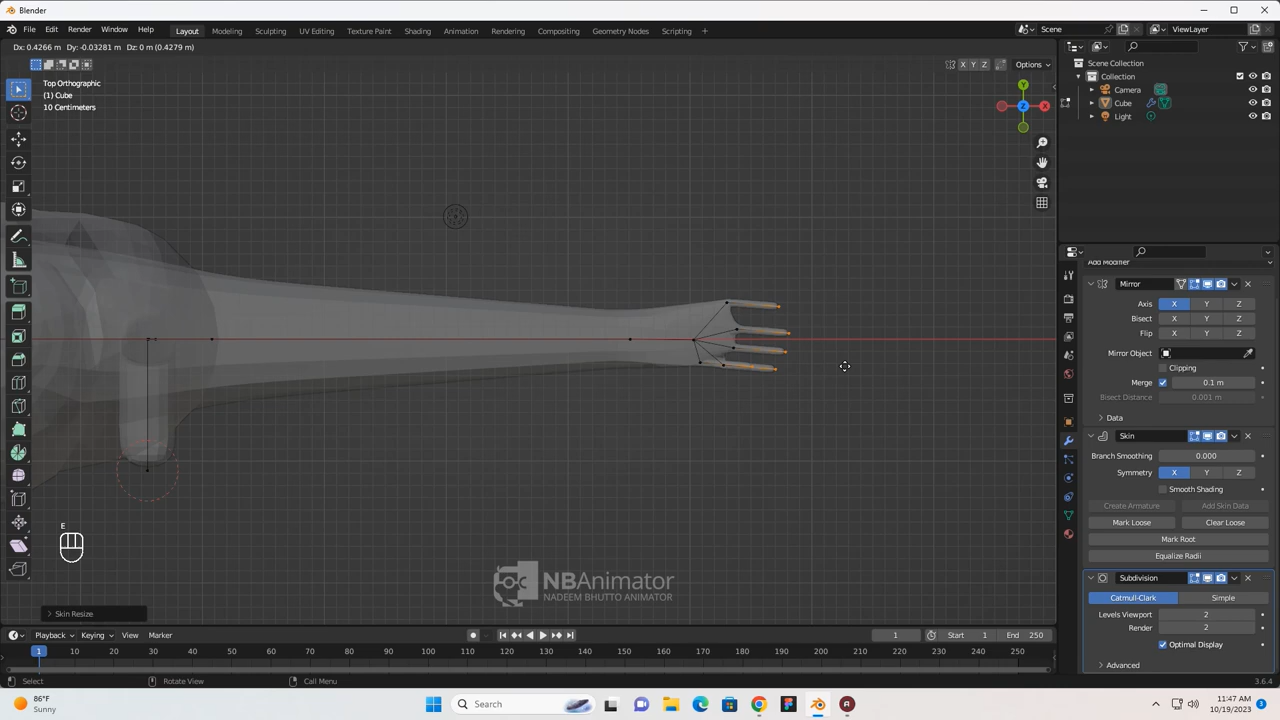 Blender
File Edit Render Window Help Layout Modeling Sculpting UV Editing Texture Paint Shading Animation Rendering Compositing Geometry Nodes Scripting + Scene ViewLayer
Dx: 0.4266 m Dy: -0.03281 m Dz: 0 m (0.4279 m)
X Y Z Options
Top Orthographic
(1) Cube
10 Centimeters
Y
Z X
Scene Collection
Collection
Camera
Cube
Light
Add Modifier
Mirror
Axis X Y Z
Bisect X Y Z
Flip X Y Z
Mirror Object
Clipping
Merge 0.1 m
Bisect Distance 0.001 m
Data
Skin
Branch Smoothing 0.000
Symmetry X Y Z
Smooth Shading
Create Armature Add Skin Data
Mark Loose Clear Loose
Mark Root
Equalize Radii
Subdivision
Catmull-Clark Simple
Levels Viewport 2
Render 2
Optimal Display
Advanced
E
NBAnimator
NADEEM BHUTTO ANIMATOR
Skin Resize
Playback Keying View Marker 1 Start 1 End 250
1 10 20 30 40 50 60 70 80 90 100 110 120 130 140 150 160 170 180 190 200 210 220 230 240 250
Select Rotate View Call Menu 3.6.4
86°F
Sunny
Search
11:47 AM
10/19/2023
3